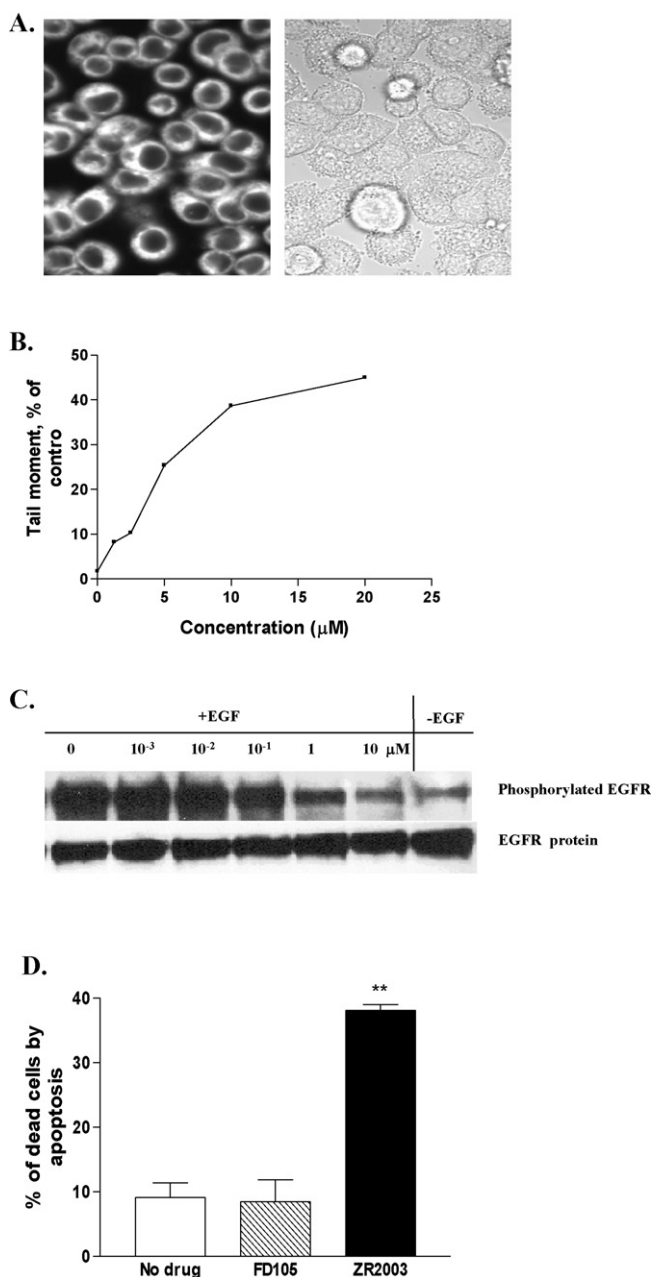 A.
B.
Tail moment, % of
contro
50
40
30
20
10
0
0 5 10 15 20 25
Concentration (μM)
C.
+EGF -EGF
0 10⁻³ 10⁻² 10⁻¹ 1 10 μM
Phosphorylated EGFR
EGFR protein
D.
% of dead cells by
apoptosis
40
30
20
10
0
**
No drug FD105 ZR2003